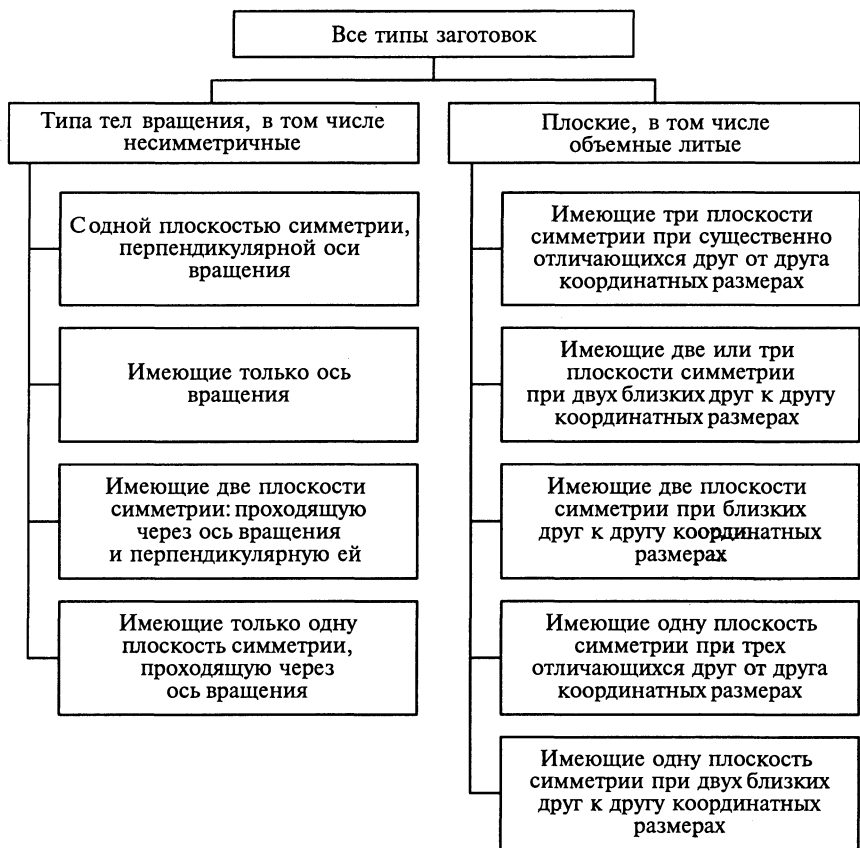 Все типы заготовок
Типа тел вращения, в том числе
несимметричные
С одной плоскостью симметрии,
перпендикулярной оси
вращения
Имеющие только ось
вращения
Имеющие две плоскости
симметрии: проходящую
через ось вращения
и перпендикулярную ей
Имеющие только одну
плоскость симметрии,
проходящую через
ось вращения
Плоские, в том числе
объемные литые
Имеющие три плоскости
симметрии при существенно
отличающихся друг от друга
координатных размерах
Имеющие две или три
плоскости симметрии
при двух близких друг к другу
координатных размерах
Имеющие две плоскости
симметрии при близких
друг к другу координатных
размерах
Имеющие одну плоскость
симметрии при трех
отличающихся друг от друга
координатных размерах
Имеющие одну плоскость
симметрии при двух близких
друг к другу координатных
размерах